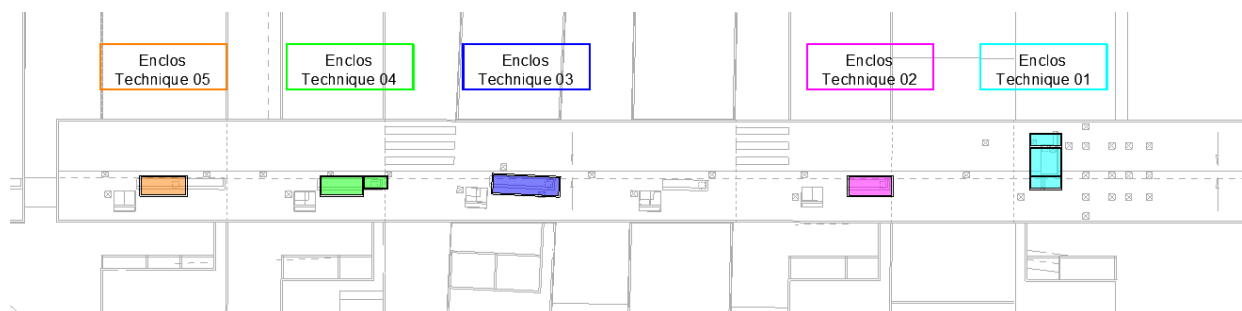 Enclos
Technique 05
Enclos
Technique 04
Enclos
Technique 03
Enclos
Technique 02
Enclos
Technique 01